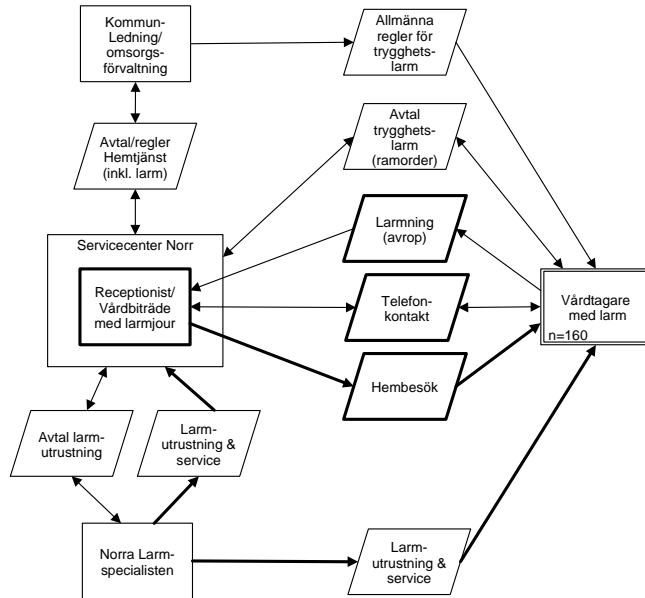 Kommun-
Ledning/
omsorgs-
förvaltning
Allmänna
regler för
trygghets-
larm
Avtal/regler
Hemtjänst
(inkl. larm)
Avtal
trygghets-
larm
(ramorder)
Servicecenter Norr
Larmning
(avrop)
Receptionist/
Vårdbiträde
med larmjour
Telefon-
kontakt
Vårdtagare
med larm
n=160
Hembesök
Avtal larm-
utrustning
Larm-
utrustning &
service
Norra Larm-
specialisten
Larm-
utrustning &
service